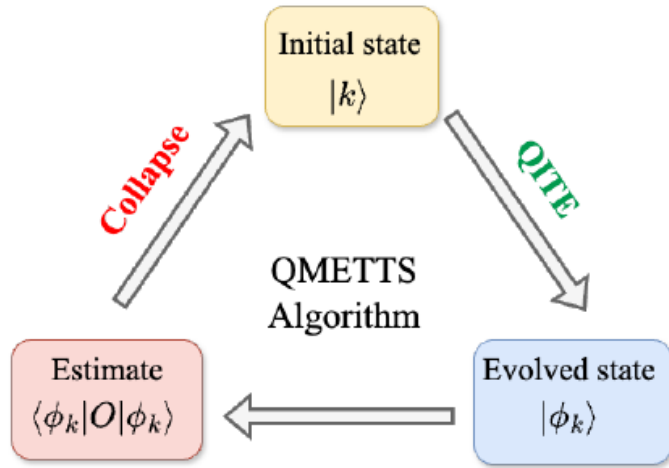 Initial state
|k⟩
Collapse
QITE
QMETTS
Algorithm
Estimate
⟨ϕ_k|O|ϕ_k⟩
Evolved state
|ϕ_k⟩